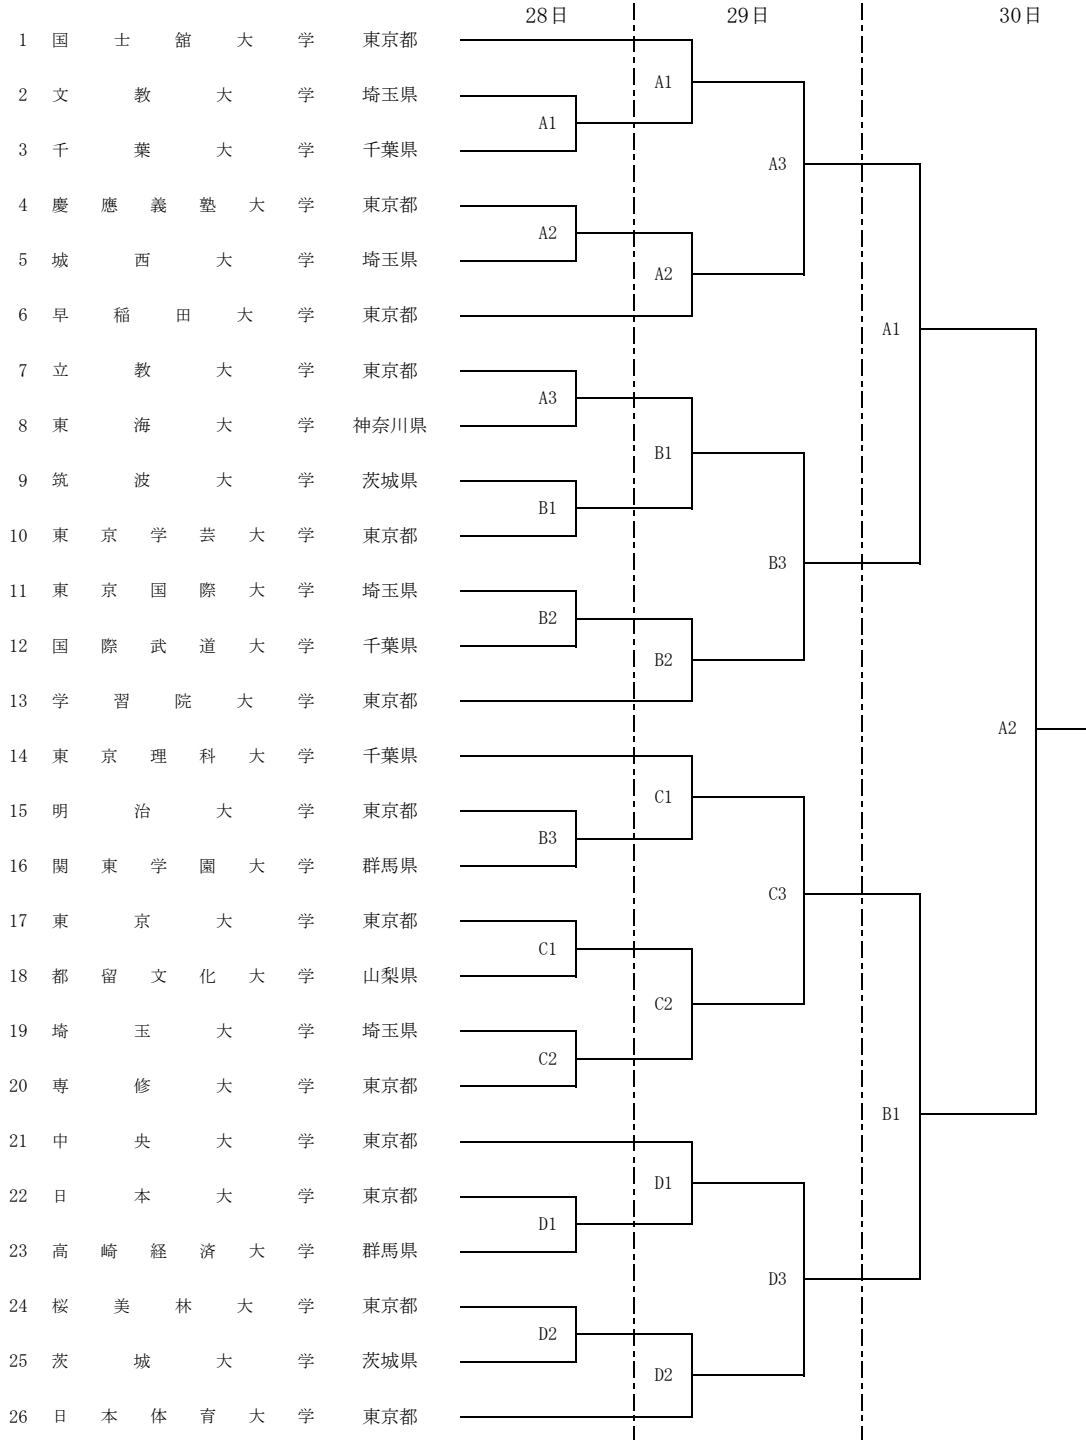 28日 29日 30日
1 国士舘大学 東京都
A1
2 文教大学 埼玉県
A1
3 千葉大学 千葉県
A3
4 慶應義塾大学 東京都
A2
5 城西大学 埼玉県
A2
6 早稲田大学 東京都
A1
7 立教大学 東京都
A3
8 東海大学 神奈川県
B1
9 筑波大学 茨城県
B1
10 東京学芸大学 東京都
B3
11 東京国際大学 埼玉県
B2
12 国際武道大学 千葉県
B2
13 学習院大学 東京都
A2
14 東京理科大学 千葉県
C1
15 明治大学 東京都
B3
16 関東学園大学 群馬県
C3
17 東京大学 東京都
C1
18 都留文化大学 山梨県
C2
19 埼玉大学 埼玉県
C2
20 専修大学 東京都
B1
21 中央大学 東京都
D1
22 日本大学 東京都
D1
23 高崎経済大学 群馬県
D3
24 桜美林大学 東京都
D2
25 茨城大学 茨城県
D2
26 日本体育大学 東京都